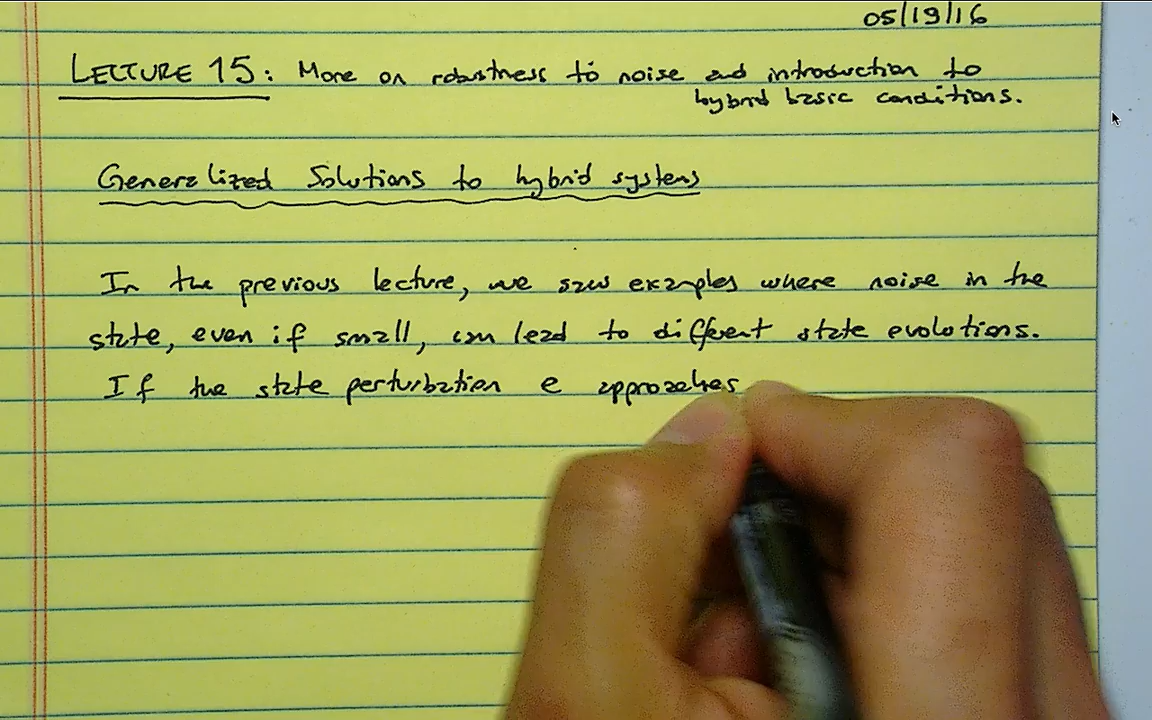 05/19/16
LECTURE 15: More on robustness to noise and introduction to
hybrid basic conditions.
Generalized Solutions to hybrid systems
In the previous lecture, we saw examples where noise in the
state, even if small, can lead to different state evolutions.
If the state perturbation e approaches